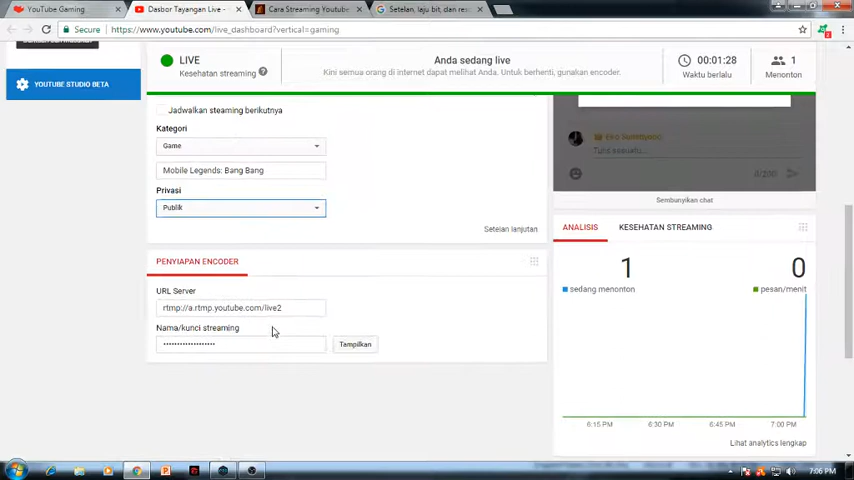 YouTube Gaming
Dasbor Tayangan Live -
Cara Streaming Youtube
Setelan, laju bit, dan res
Secure
https://www.youtube.com/live_dashboard?vertical=gaming
YOUTUBE STUDIO BETA
LIVE
Kesehatan streaming
Anda sedang live
Kini semua orang di internet dapat melihat Anda. Untuk berhenti, gunakan encoder.
00:01:28
Waktu berlalu
1
Menonton
Jadwalkan steaming berikutnya
Kategori
Game
Mobile Legends: Bang Bang
Privasi
Publik
Setelan lanjutan
PENYIAPAN ENCODER
URL Server
rtmp://a.rtmp.youtube.com/live2
Nama/kunci streaming
Tampilkan
Tulis sesuatu...
0/200
Sembunyikan chat
ANALISIS
KESEHATAN STREAMING
1
sedang menonton
0
pesan/menit
6:15 PM
6:30 PM
6:45 PM
7:00 PM
Lihat analytics lengkap
7:06 PM